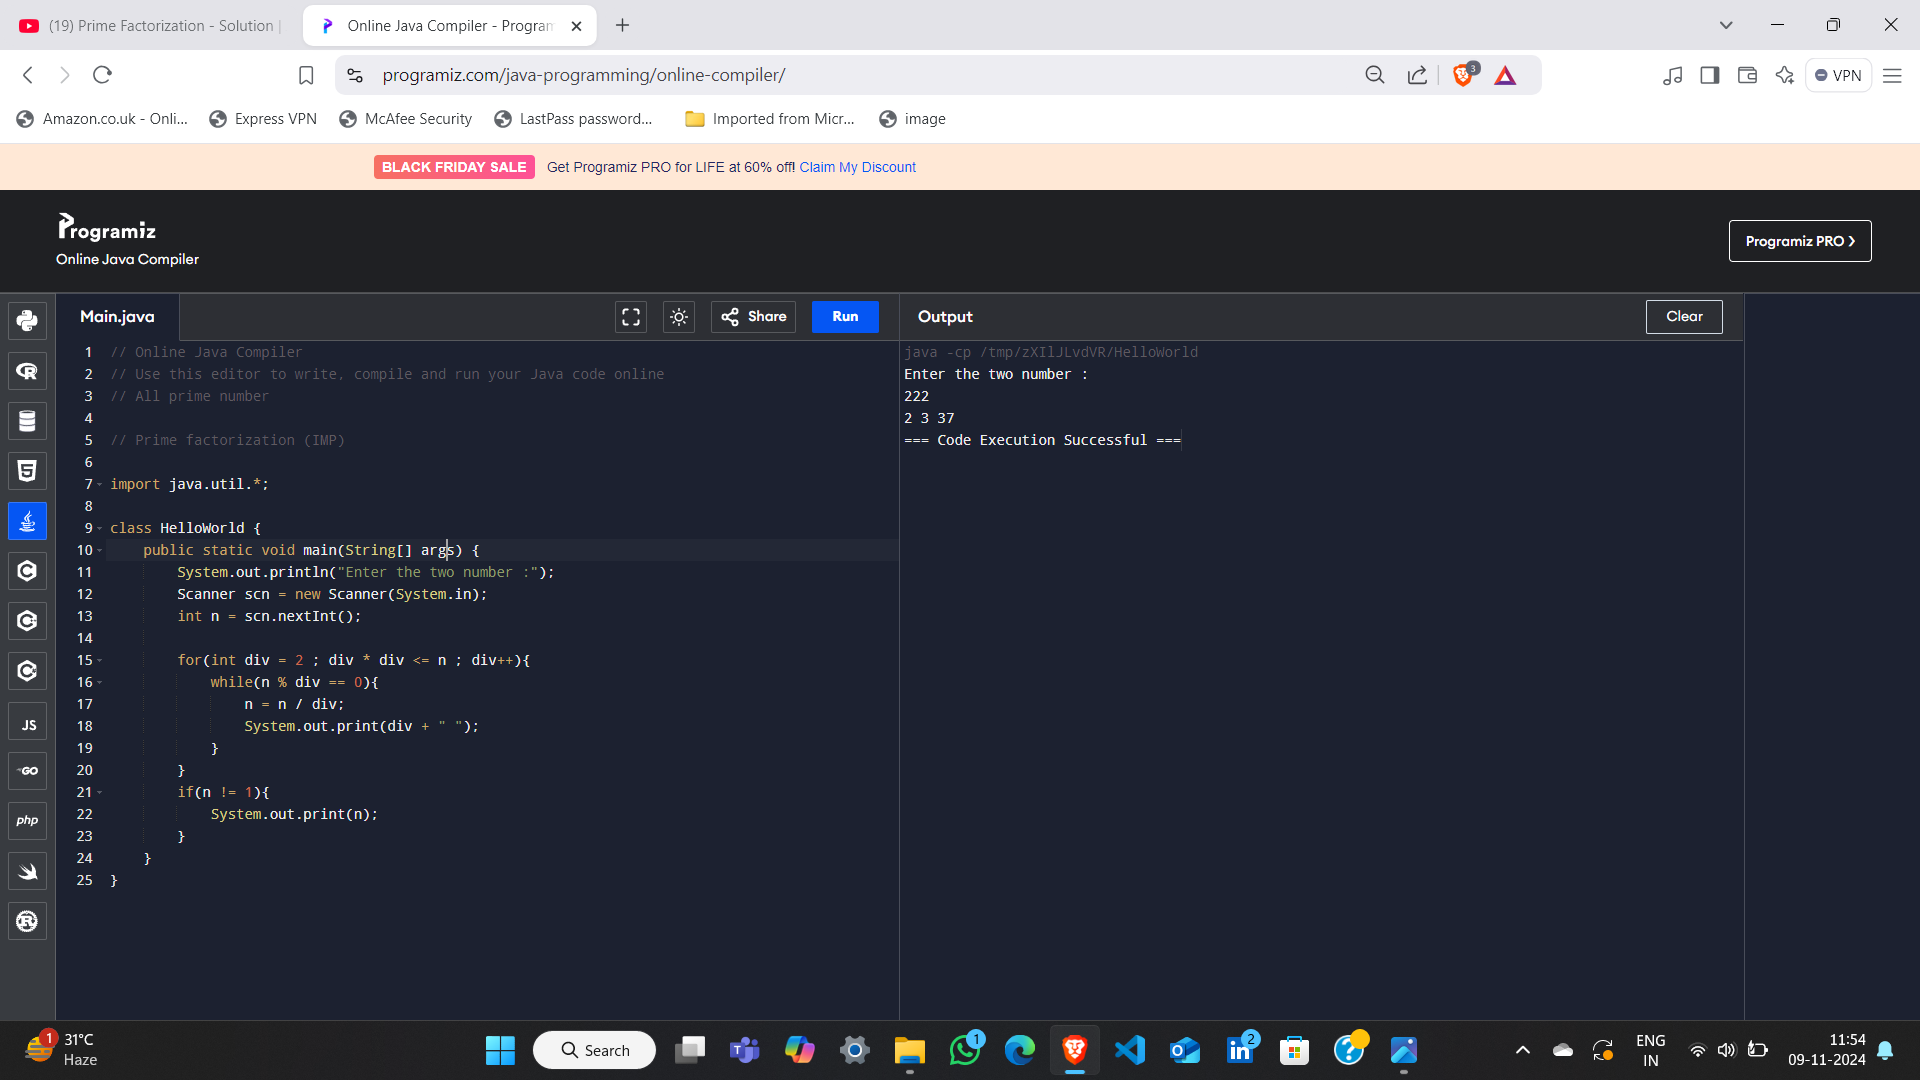 (19) Prime Factorization - Solution |
Online Java Compiler - Program
programiz.com/java-programming/online-compiler/
3
VPN
Amazon.co.uk - Onli...
Express VPN
McAfee Security
LastPass password...
Imported from Micr...
image
BLACK FRIDAY SALE Get Programiz PRO for LIFE at 60% off! Claim My Discount
Programiz
Online Java Compiler
Programiz PRO ❯
Main.java
Share
Run
Output
Clear
1 // Online Java Compiler
2 // Use this editor to write, compile and run your Java code online
3 // All prime number
4
5 // Prime factorization (IMP)
6
7 import java.util.*;
8
9 class HelloWorld {
10 public static void main(String[] args) {
11 System.out.println("Enter the two number :");
12 Scanner scn = new Scanner(System.in);
13 int n = scn.nextInt();
14
15 for(int div = 2 ; div * div <= n ; div++){
16 while(n % div == 0){
17 n = n / div;
18 System.out.print(div + " ");
19 }
20 }
21 if(n != 1){
22 System.out.print(n);
23 }
24 }
25 }
java -cp /tmp/zXIlJLvdVR/HelloWorld
Enter the two number :
222
2 3 37
=== Code Execution Successful ===
R
5
C
C
C
JS
GO
php
R
1
31°C
Haze
Search
1
2
ENG
IN
11:54
09-11-2024